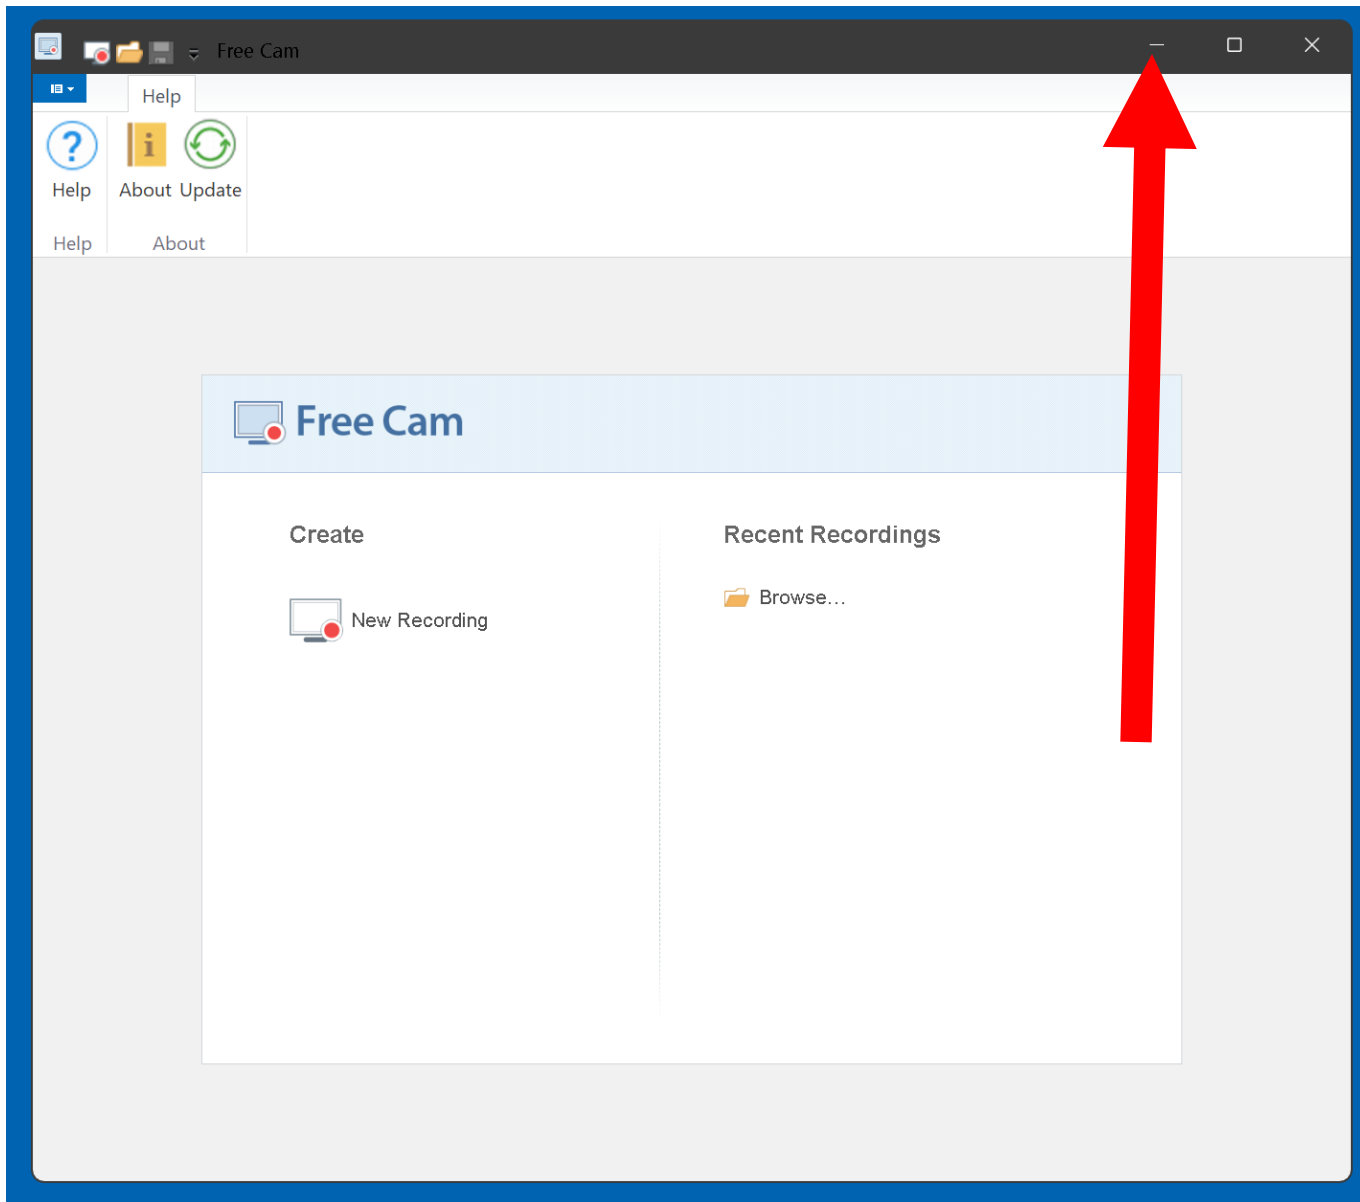 Free Cam
Help
Help
About Update
Help
About
Free Cam
Create
Recent Recordings
New Recording
Browse...